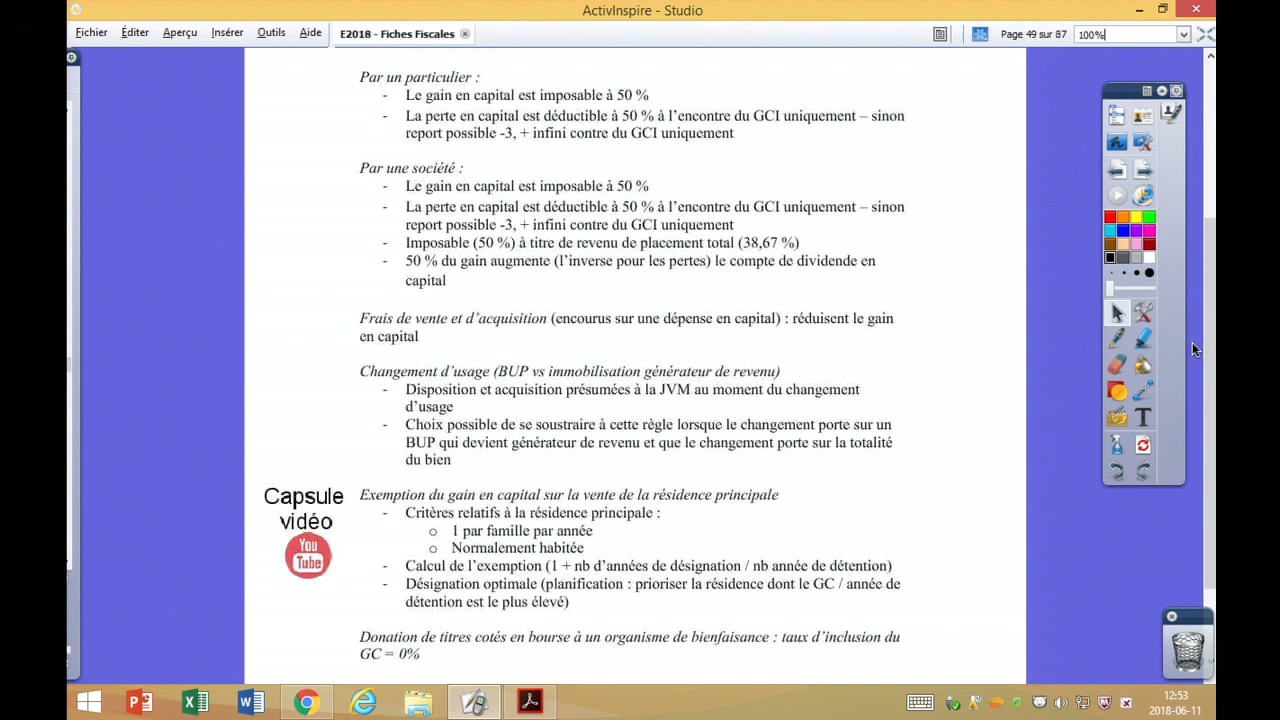 ActivInspire - Studio
Fichier Éditer Aperçu Insérer Outils Aide E2018 - Fiches Fiscales Page 49 sur 87 100%
Par un particulier :
- Le gain en capital est imposable à 50 %
- La perte en capital est déductible à 50 % à l’encontre du GCI uniquement – sinon
report possible -3, + infini contre du GCI uniquement
Par une société :
- Le gain en capital est imposable à 50 %
- La perte en capital est déductible à 50 % à l’encontre du GCI uniquement – sinon
report possible -3, + infini contre du GCI uniquement
- Imposable (50 %) à titre de revenu de placement total (38,67 %)
- 50 % du gain augmente (l’inverse pour les pertes) le compte de dividende en
capital
Frais de vente et d’acquisition (encourus sur une dépense en capital) : réduisent le gain
en capital
Changement d’usage (BUP vs immobilisation générateur de revenu)
- Disposition et acquisition présumées à la JVM au moment du changement
d’usage
- Choix possible de se soustraire à cette règle lorsque le changement porte sur un
BUP qui devient générateur de revenu et que le changement porte sur la totalité
du bien
Capsule
vidéo
You
Tube
Exemption du gain en capital sur la vente de la résidence principale
- Critères relatifs à la résidence principale :
o 1 par famille par année
o Normalement habitée
- Calcul de l’exemption (1 + nb d’années de désignation / nb année de détention)
- Désignation optimale (planification : prioriser la résidence dont le GC / année de
détention est le plus élevé)
Donation de titres cotés en bourse à un organisme de bienfaisance : taux d’inclusion du
GC = 0%
12:53
2018-06-11